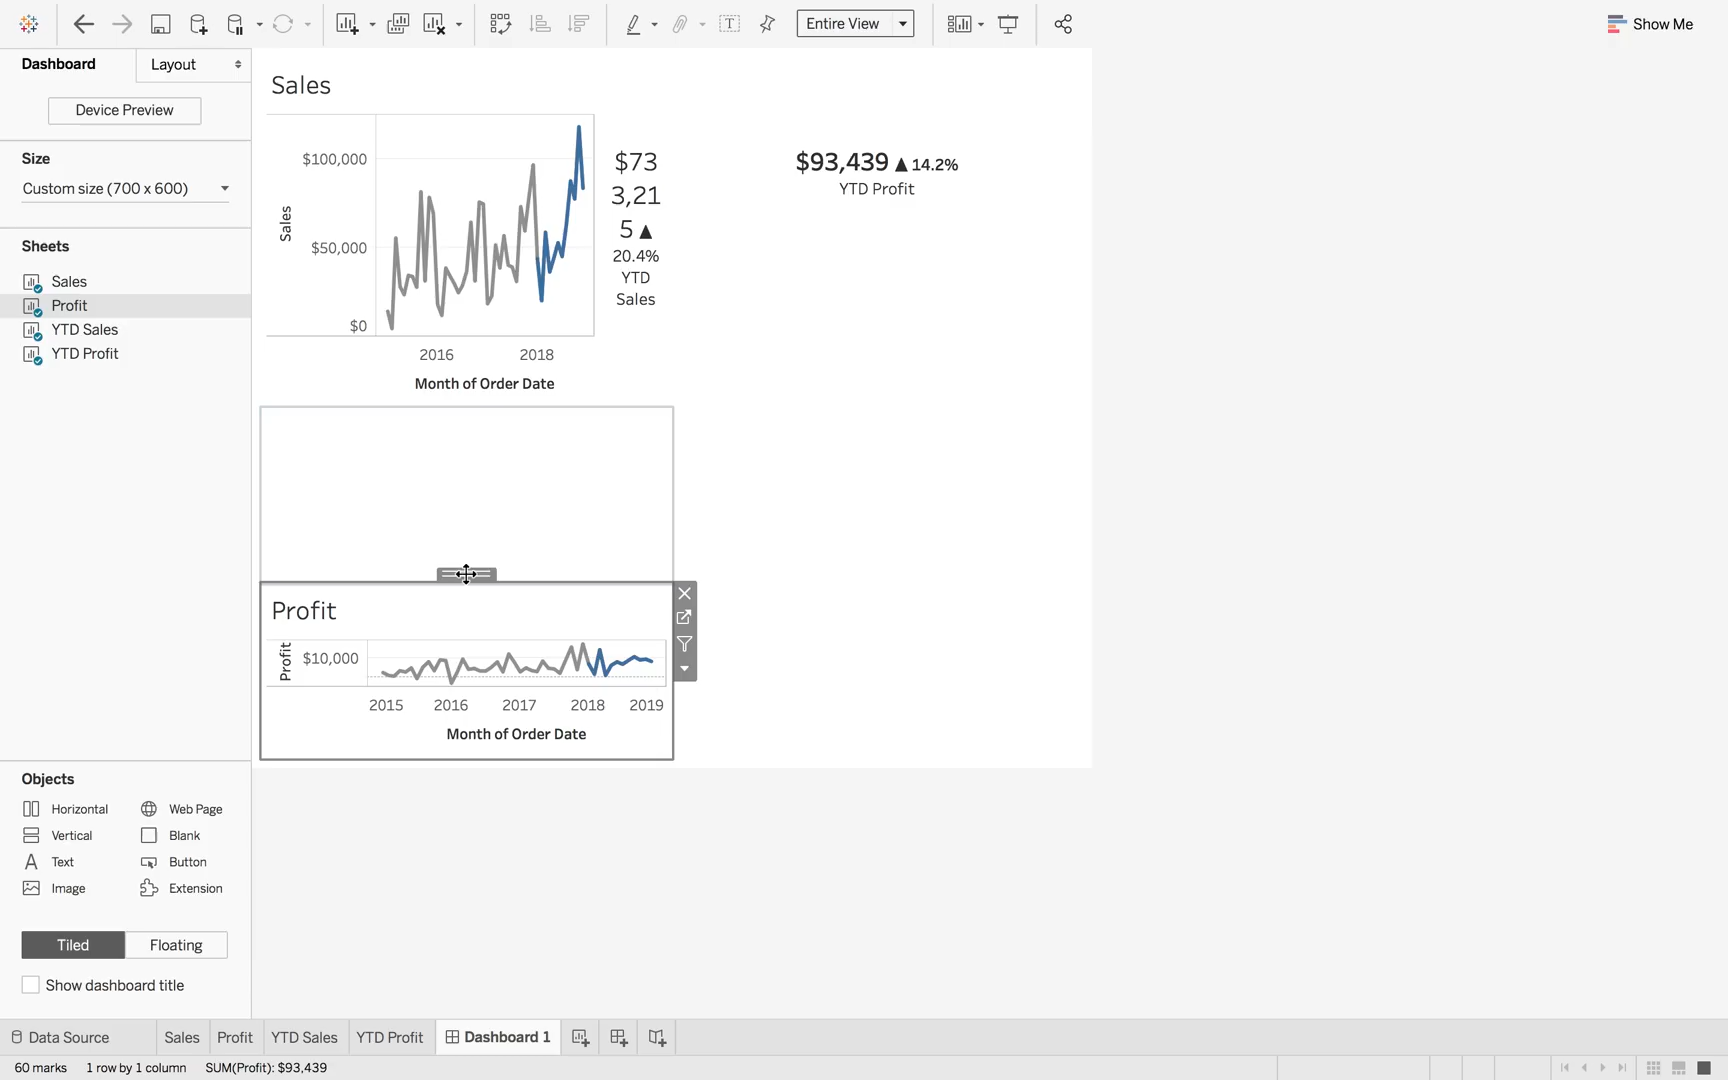 Entire View
Show Me
Dashboard
Layout
Device Preview
Size
Custom size (700 x 600)
Sheets
Sales
Profit
YTD Sales
YTD Profit
Objects
Horizontal
Web Page
Vertical
Blank
Text
Button
Image
Extension
Tiled
Floating
Show dashboard title
Sales
Sales
$100,000
$50,000
$0
2016
2018
Month of Order Date
$73
3,21
5 ▲
20.4%
YTD
Sales
$93,439 ▲ 14.2%
YTD Profit
Profit
Profit
$10,000
2015
2016
2017
2018
2019
Month of Order Date
Data Source
Sales
Profit
YTD Sales
YTD Profit
Dashboard 1
60 marks
1 row by 1 column
SUM(Profit): $93,439